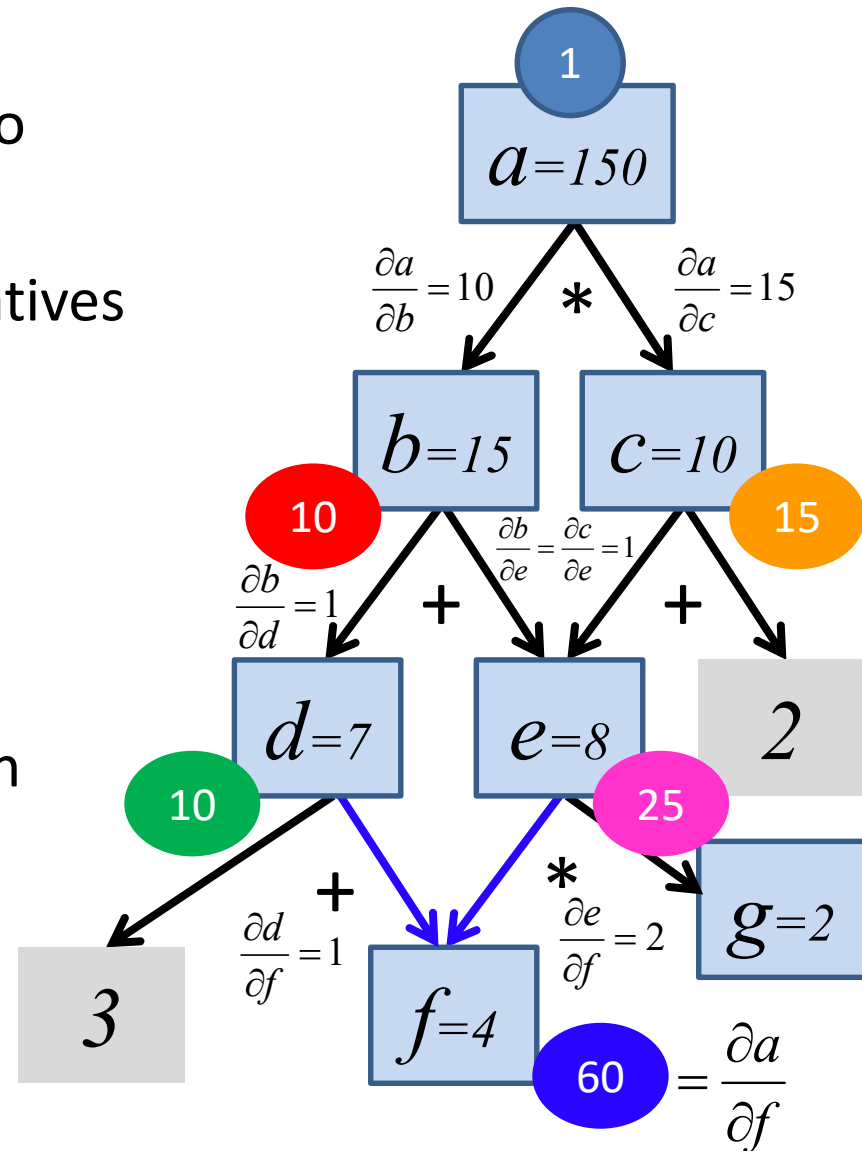 1
o
a=150
∂a/∂b = 10
*
∂a/∂c = 15
atives
b=15
c=10
10
∂b/∂e = ∂c/∂e = 1
15
∂b/∂d = 1
+
+
d=7
e=8
2
n
10
25
+
*
∂d/∂f = 1
∂e/∂f = 2
g=2
3
f=4
60 = ∂a/∂f